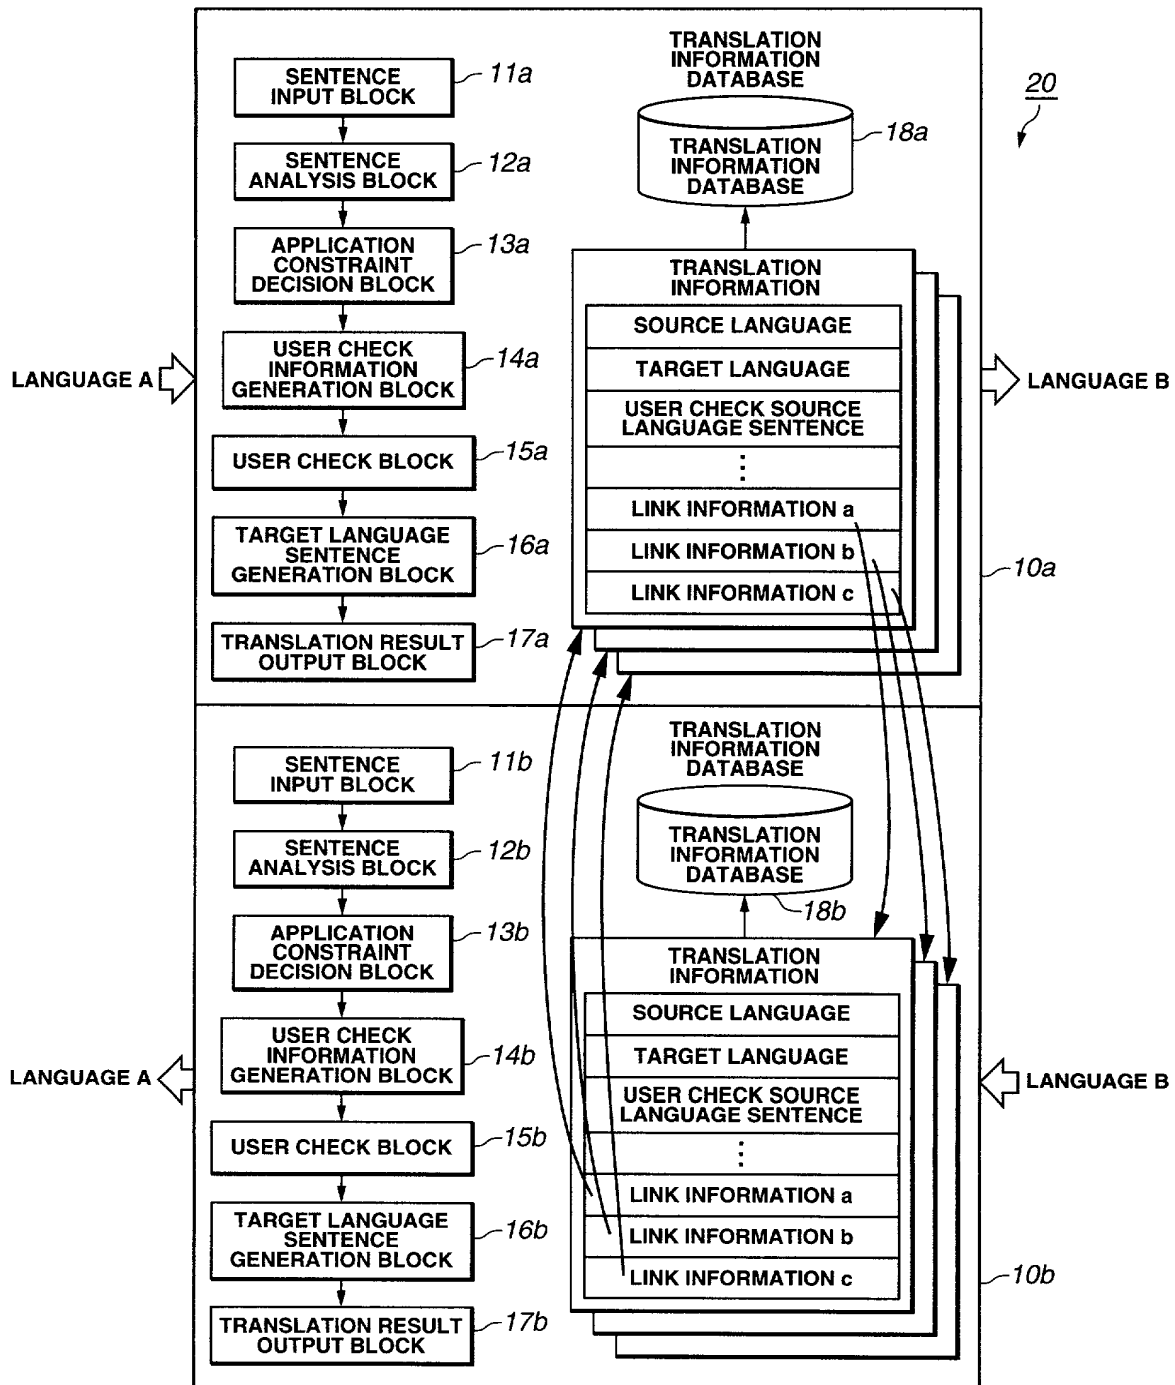 SENTENCE
INPUT BLOCK
11a
SENTENCE
ANALYSIS BLOCK
12a
APPLICATION
CONSTRAINT
DECISION BLOCK
13a
USER CHECK
INFORMATION
GENERATION BLOCK
14a
USER CHECK BLOCK
15a
TARGET LANGUAGE
SENTENCE
GENERATION BLOCK
16a
TRANSLATION RESULT
OUTPUT BLOCK
17a
LANGUAGE A
TRANSLATION
INFORMATION
DATABASE
TRANSLATION
INFORMATION
DATABASE
18a
20
TRANSLATION
INFORMATION
SOURCE LANGUAGE
TARGET LANGUAGE
USER CHECK SOURCE
LANGUAGE SENTENCE
⋮
LINK INFORMATION a
LINK INFORMATION b
LINK INFORMATION c
LANGUAGE B
10a
SENTENCE
INPUT BLOCK
11b
SENTENCE
ANALYSIS BLOCK
12b
APPLICATION
CONSTRAINT
DECISION BLOCK
13b
USER CHECK
INFORMATION
GENERATION BLOCK
14b
USER CHECK BLOCK
15b
TARGET LANGUAGE
SENTENCE
GENERATION BLOCK
16b
TRANSLATION RESULT
OUTPUT BLOCK
17b
LANGUAGE A
TRANSLATION
INFORMATION
DATABASE
TRANSLATION
INFORMATION
DATABASE
18b
TRANSLATION
INFORMATION
SOURCE LANGUAGE
TARGET LANGUAGE
USER CHECK SOURCE
LANGUAGE SENTENCE
⋮
LINK INFORMATION a
LINK INFORMATION b
LINK INFORMATION c
LANGUAGE B
10b